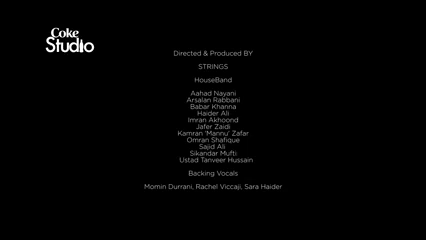 Coke
Studio
Directed & Produced BY
STRINGS
HouseBand
Aahad Nayani
Arsalan Rabbani
Babar Khanna
Haider Ali
Imran Akhoond
Jafer Zaidi
Kamran 'Mannu' Zafar
Omran Shafique
Sajid Ali
Sikandar Mufti
Ustad Tanveer Hussain
Backing Vocals
Momin Durrani, Rachel Viccaji, Sara Haider